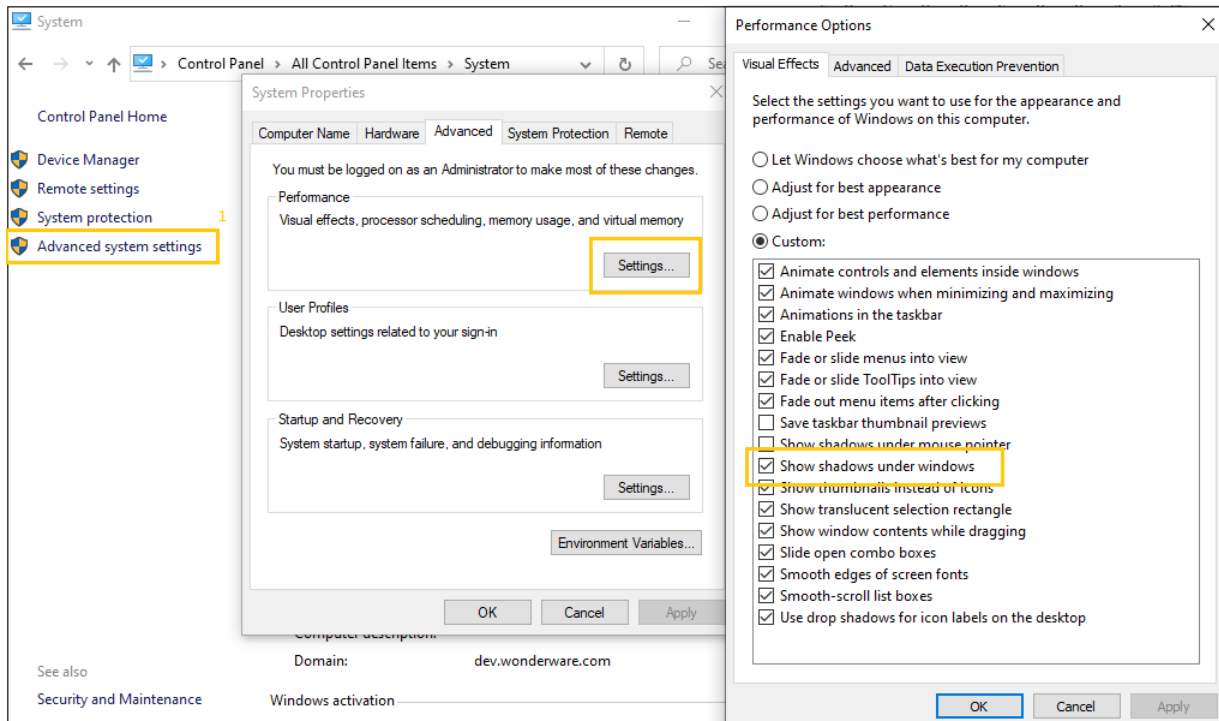 System
Control Panel > All Control Panel Items > System
Control Panel Home
Device Manager
Remote settings
System protection
1
Advanced system settings
See also
Security and Maintenance
System Properties
Computer Name Hardware Advanced System Protection Remote
You must be logged on as an Administrator to make most of these changes.
Performance
Visual effects, processor scheduling, memory usage, and virtual memory
Settings...
User Profiles
Desktop settings related to your sign-in
Settings...
Startup and Recovery
System startup, system failure, and debugging information
Settings...
Environment Variables...
OK Cancel Apply
Computer description:
Domain: dev.wonderware.com
Windows activation
Performance Options
Visual Effects Advanced Data Execution Prevention
Select the settings you want to use for the appearance and
performance of Windows on this computer.
Let Windows choose what's best for my computer
Adjust for best appearance
Adjust for best performance
Custom:
Animate controls and elements inside windows
Animate windows when minimizing and maximizing
Animations in the taskbar
Enable Peek
Fade or slide menus into view
Fade or slide ToolTips into view
Fade out menu items after clicking
Save taskbar thumbnail previews
Show shadows under mouse pointer
Show shadows under windows
Show thumbnails instead of icons
Show translucent selection rectangle
Show window contents while dragging
Slide open combo boxes
Smooth edges of screen fonts
Smooth-scroll list boxes
Use drop shadows for icon labels on the desktop
OK Cancel Apply